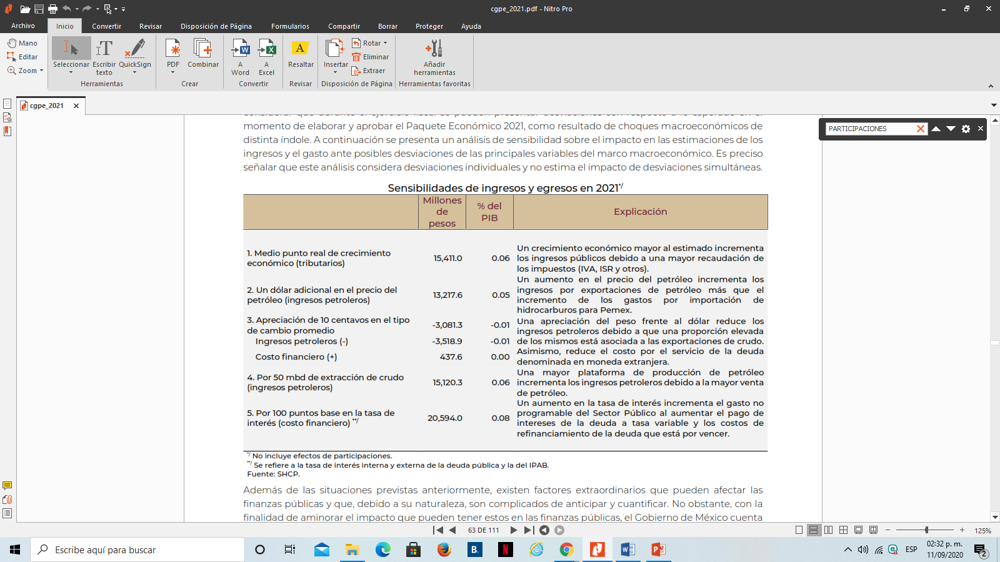 cgpe_2021.pdf - Nitro Pro
Archivo Inicio Convertir Revisar Disposición de Página Formularios Compartir Borrar Proteger Ayuda
Mano
Editar
Zoom
Seleccionar
Escribir texto
QuickSign
Herramientas
PDF
Combinar
Crear
A Word
A Excel
Convertir
Resaltar
Revisar
Insertar
Rotar
Eliminar
Extraer
Disposición de Página
Añadir herramientas
Herramientas favoritas
cgpe_2021
PARTICIPACIONES
momento de elaborar y aprobar el Paquete Económico 2021, como resultado de choques macroeconómicos de
distinta índole. A continuación se presenta un análisis de sensibilidad sobre el impacto en las estimaciones de los
ingresos y el gasto ante posibles desviaciones de las principales variables del marco macroeconómico. Es preciso
señalar que este análisis considera desviaciones individuales y no estima el impacto de desviaciones simultáneas.
Sensibilidades de ingresos y egresos en 2021*/
Millones de pesos
% del PIB
Explicación
1. Medio punto real de crecimiento
económico (tributarios)
15,411.0 0.06
Un crecimiento económico mayor al estimado incrementa
los ingresos públicos debido a una mayor recaudación de
los impuestos (IVA, ISR y otros).
2. Un dólar adicional en el precio del
petróleo (ingresos petroleros)
13,217.6 0.05
Un aumento en el precio del petróleo incrementa los
ingresos por exportaciones de petróleo más que el
incremento de los gastos por importación de
hidrocarburos para Pemex.
3. Apreciación de 10 centavos en el tipo
de cambio promedio
-3,081.3 -0.01
Ingresos petroleros (-) -3,518.9 -0.01
Costo financiero (+) 437.6 0.00
Una apreciación del peso frente al dólar reduce los
ingresos petroleros debido a que una proporción elevada
de los mismos está asociada a las exportaciones de crudo.
Asimismo, reduce el costo por el servicio de la deuda
denominada en moneda extranjera.
4. Por 50 mbd de extracción de crudo
(ingresos petroleros)
15,120.3 0.06
Una mayor plataforma de producción de petróleo
incrementa los ingresos petroleros debido a la mayor venta
de petróleo.
5. Por 100 puntos base en la tasa de
interés (costo financiero) **/
20,594.0 0.08
Un aumento en la tasa de interés incrementa el gasto no
programable del Sector Público al aumentar el pago de
intereses de la deuda a tasa variable y los costos de
refinanciamiento de la deuda que está por vencer.
*/ No incluye efectos de participaciones.
**/ Se refiere a la tasa de interés interna y externa de la deuda pública y la del IPAB.
Fuente: SHCP.
Además de las situaciones previstas anteriormente, existen factores extraordinarios que pueden afectar las
finanzas públicas y que, debido a su naturaleza, son complicados de anticipar y cuantificar. No obstante, con la
finalidad de aminorar el impacto que pueden tener estos en las finanzas públicas, el Gobierno de México cuenta
63 DE 111
125%
Escribe aquí para buscar
ESP
02:32 p. m.
11/09/2020
2